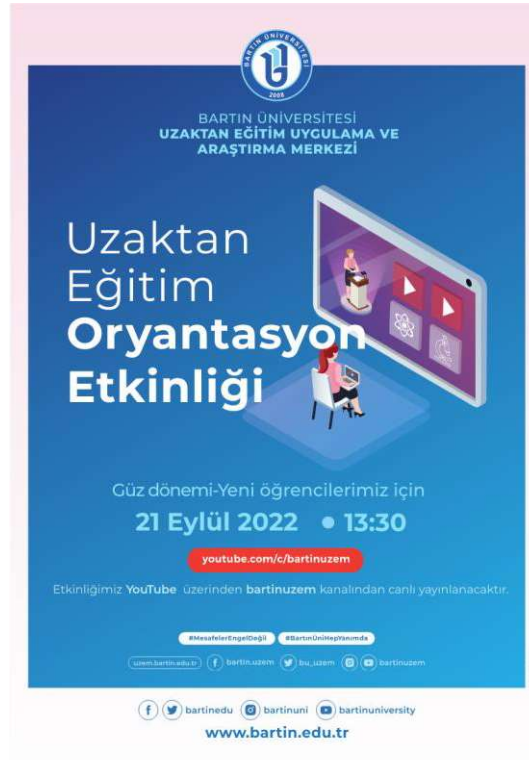 BARTIN ÜNİVERSİTESİ
2008
BARTIN ÜNİVERSİTESİ
UZAKTAN EĞİTİM UYGULAMA VE
ARAŞTIRMA MERKEZİ
Uzaktan
Eğitim
Oryantasyon
Etkinliği
Güz dönemi-Yeni öğrencilerimiz için
21 Eylül 2022 • 13:30
youtube.com/c/bartinuzem
Etkinliğimiz YouTube üzerinden bartinuzem kanalından canlı yayınlanacaktır.
#MesafelerEngelDeğil #BartınÜniHepYanımda
uzem.bartin.edu.tr bartin.uzem bu_uzem bartinuzem
bartinedu bartinuni bartinuniversity
www.bartin.edu.tr